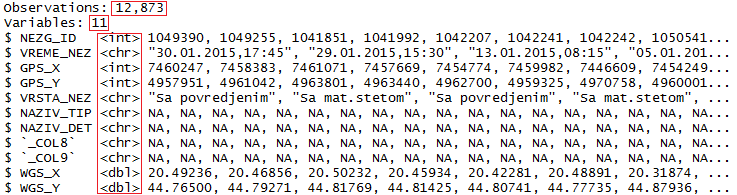 Observations: 12,873
Variables: 11
$ NEZG_ID <int> 1049390, 1049255, 1041851, 1041992, 1042207, 1042241, 1042242, 1050541...
$ VREME_NEZ <chr> "30.01.2015,17:45", "29.01.2015,15:30", "13.01.2015,08:15", "05.01.201...
$ GPS_X <int> 7460247, 7458383, 7461071, 7457669, 7454774, 7459982, 7446609, 7454249...
$ GPS_Y <int> 4957951, 4961042, 4963801, 4963440, 4962700, 4959325, 4970758, 4960001...
$ VRSTA_NEZ <chr> "Sa povredjenim", "Sa mat.stetom", "Sa povredjenim", "Sa mat.stetom", ...
$ NAZIV_TIP <chr> NA, NA, NA, NA, NA, NA, NA, NA, NA, NA, NA, NA, NA, NA, NA, NA, NA, NA...
$ NAZIV_DET <chr> NA, NA, NA, NA, NA, NA, NA, NA, NA, NA, NA, NA, NA, NA, NA, NA, NA, NA...
$ `_COL8` <chr> NA, NA, NA, NA, NA, NA, NA, NA, NA, NA, NA, NA, NA, NA, NA, NA, NA, NA...
$ `_COL9` <chr> NA, NA, NA, NA, NA, NA, NA, NA, NA, NA, NA, NA, NA, NA, NA, NA, NA, NA...
$ WGS_X <dbl> 20.49236, 20.46856, 20.50232, 20.45934, 20.42281, 20.48891, 20.31874, ...
$ WGS_Y <dbl> 44.76500, 44.79271, 44.81769, 44.81425, 44.80741, 44.77735, 44.87936, ...